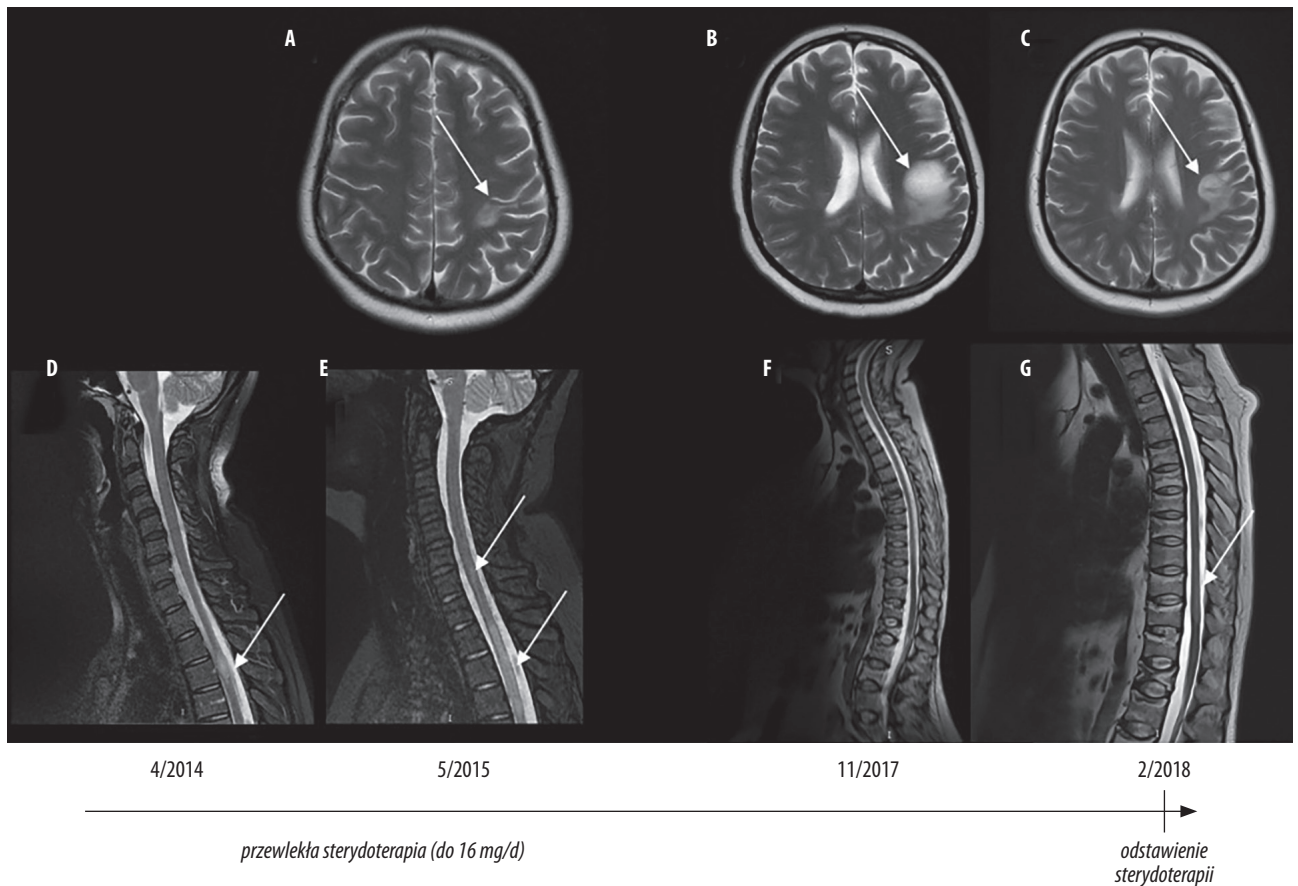 A
B
C
D
E
F
G
4/2014
5/2015
11/2017
2/2018
przewlekła sterydoterapia (do 16 mg/d)
odstawienie
sterydoterapii